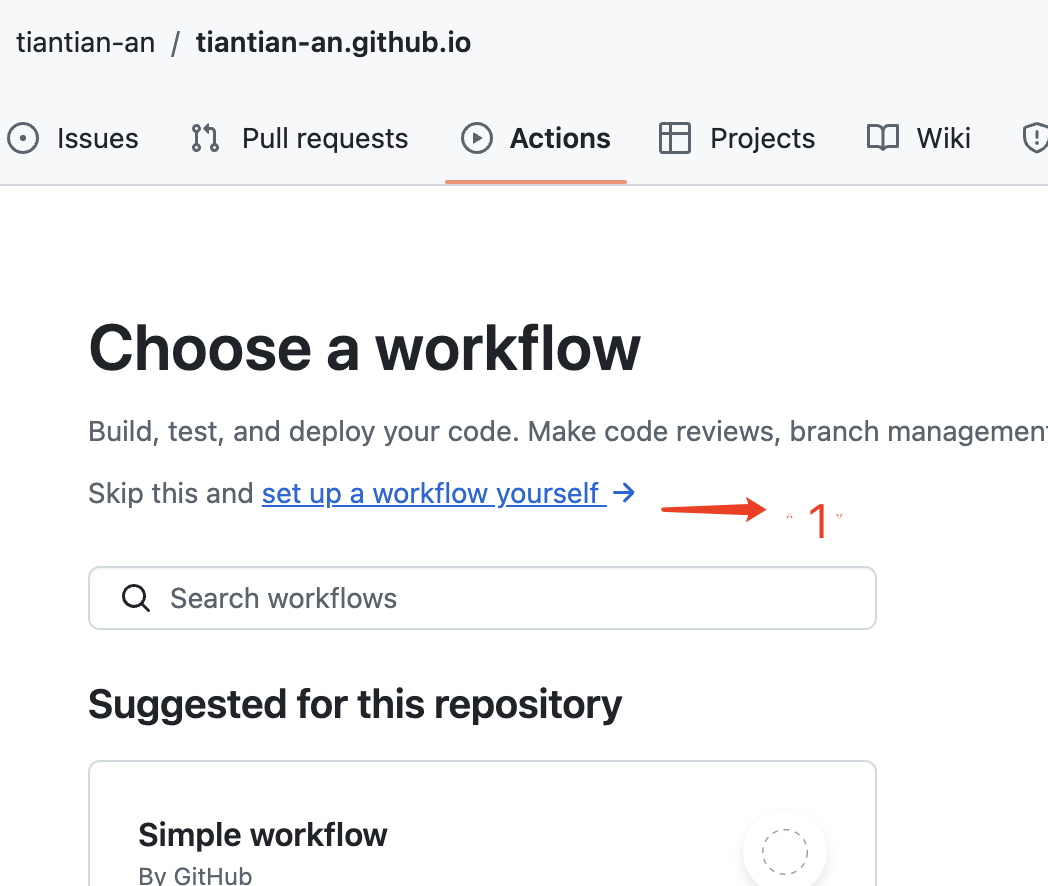 tiantian-an / tiantian-an.github.io
Issues Pull requests Actions Projects Wiki
Choose a workflow
Build, test, and deploy your code. Make code reviews, branch management
Skip this and set up a workflow yourself →
1
Search workflows
Suggested for this repository
Simple workflow
By GitHub